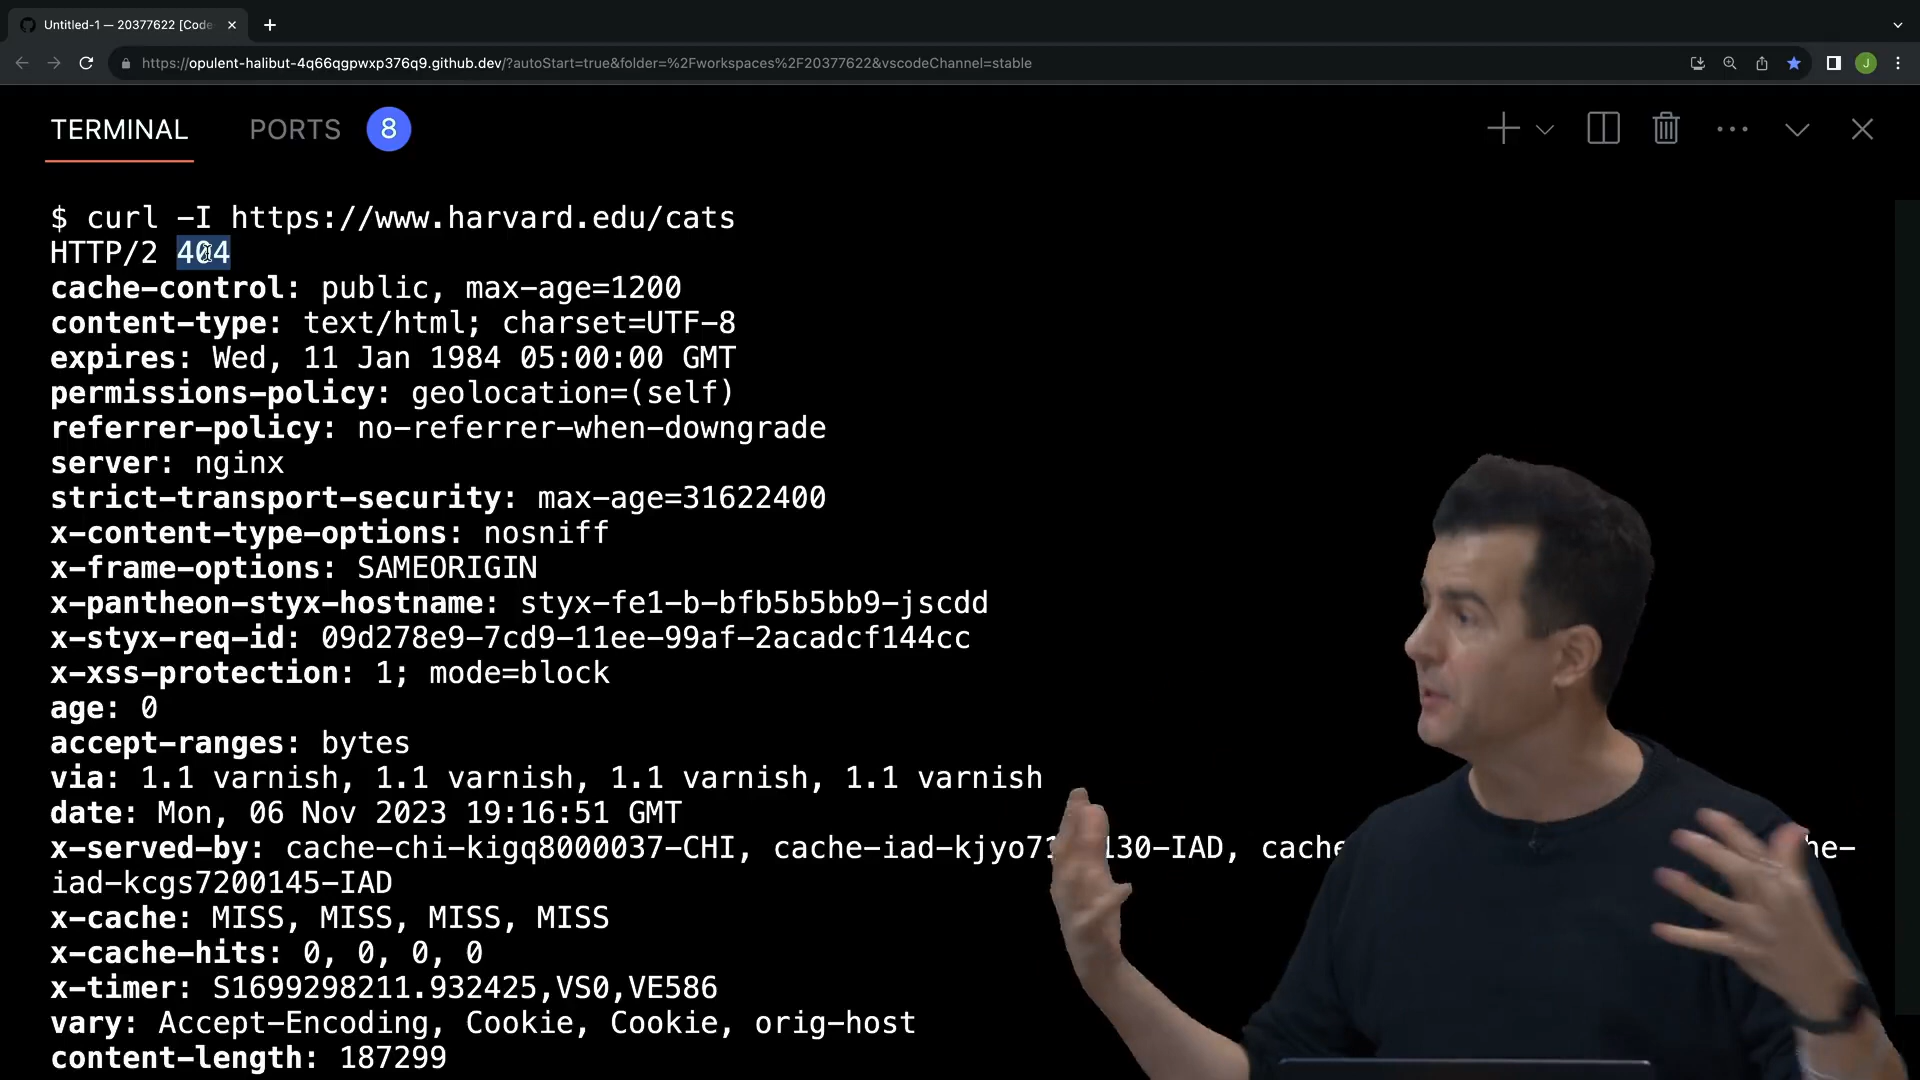 Untitled-1 — 20377622 [Code
https://opulent-halibut-4q66qgpwxp376q9.github.dev/?autoStart=true&folder=%2Fworkspaces%2F20377622&vscodeChannel=stable
J
TERMINAL PORTS 8
$ curl -I https://www.harvard.edu/cats
HTTP/2 404
cache-control: public, max-age=1200
content-type: text/html; charset=UTF-8
expires: Wed, 11 Jan 1984 05:00:00 GMT
permissions-policy: geolocation=(self)
referrer-policy: no-referrer-when-downgrade
server: nginx
strict-transport-security: max-age=31622400
x-content-type-options: nosniff
x-frame-options: SAMEORIGIN
x-pantheon-styx-hostname: styx-fe1-b-bfb5b5bb9-jscdd
x-styx-req-id: 09d278e9-7cd9-11ee-99af-2acadcf144cc
x-xss-protection: 1; mode=block
age: 0
accept-ranges: bytes
via: 1.1 varnish, 1.1 varnish, 1.1 varnish, 1.1 varnish
date: Mon, 06 Nov 2023 19:16:51 GMT
x-served-by: cache-chi-kigq8000037-CHI, cache-iad-kjyo71 130-IAD, cache he-
iad-kcgs7200145-IAD
x-cache: MISS, MISS, MISS, MISS
x-cache-hits: 0, 0, 0, 0
x-timer: S1699298211.932425,VS0,VE586
vary: Accept-Encoding, Cookie, Cookie, orig-host
content-length: 187299